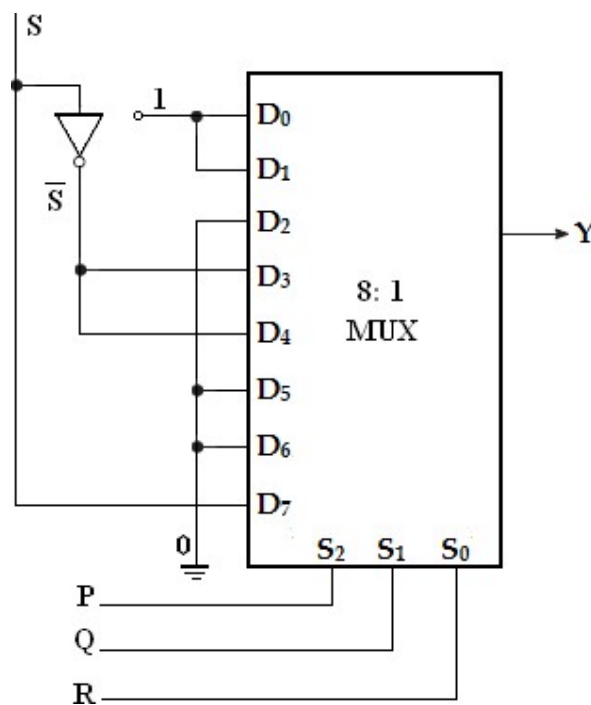 S
1
S̅
D₀
D₁
D₂
D₃
D₄
D₅
D₆
D₇
8: 1
MUX
Y
0
S₂ S₁ S₀
P
Q
R